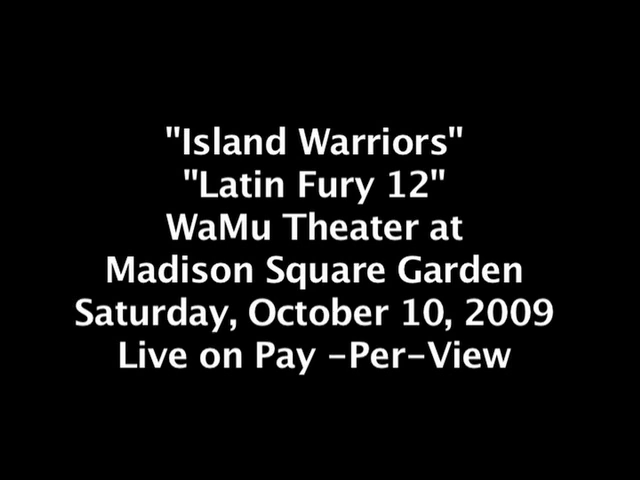 "Island Warriors"
"Latin Fury 12"
WaMu Theater at
Madison Square Garden
Saturday, October 10, 2009
Live on Pay -Per-View